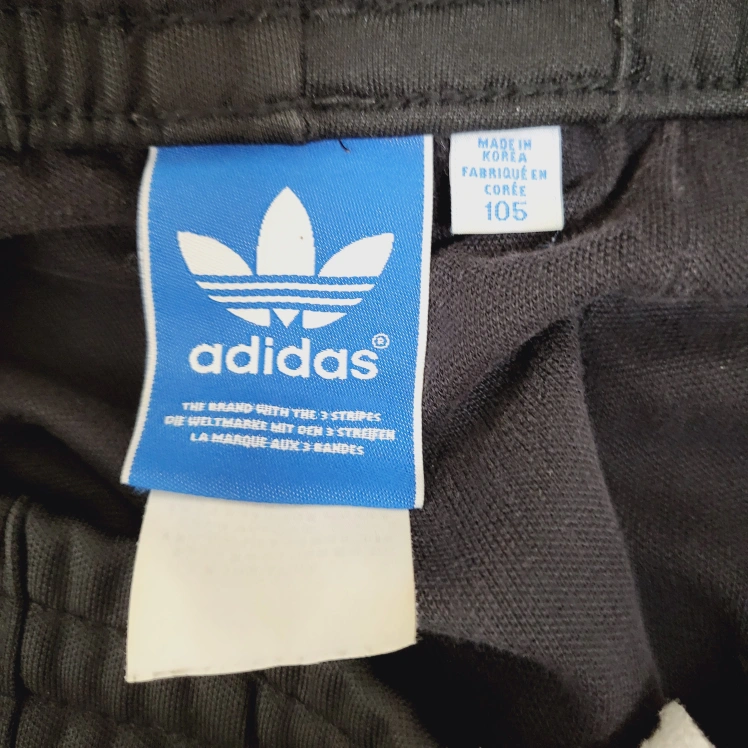 MADE IN
KOREA
FABRIQUÉ EN
CORÉE
105
adidas®
THE BRAND WITH THE 3 STRIPES
DIE WELTMARKE MIT DEN 3 STREIFEN
LA MARQUE AUX 3 BANDES